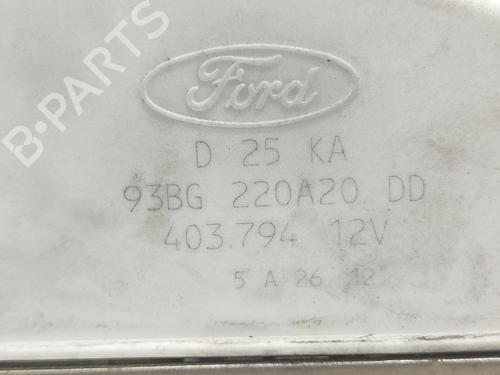 B-PARTS
Ford
D 25 KA
93BG 220A20 DD
403.794 12V
5 A 26 12